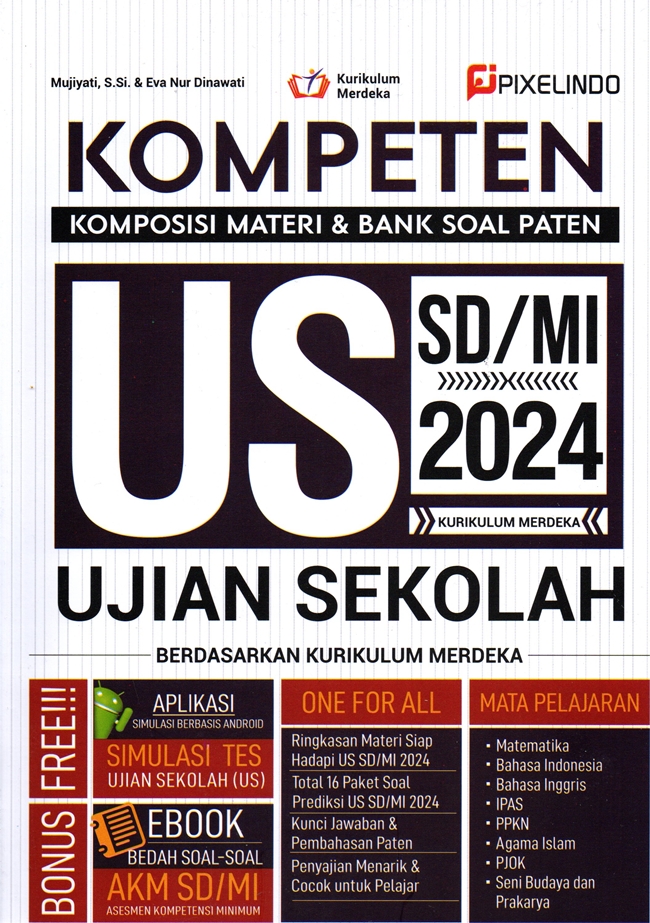 Mujiyati, S.Si. & Eva Nur Dinawati
Kurikulum
Merdeka
PIXELINDO
KOMPETEN
KOMPOSISI MATERI & BANK SOAL PATEN
US
SD/MI
2024
KURIKULUM MERDEKA
UJIAN SEKOLAH
BERDASARKAN KURIKULUM MERDEKA
BONUS FREE!!!
APLIKASI
SIMULASI BERBASIS ANDROID
SIMULASI TES
UJIAN SEKOLAH (US)
EBOOK
BEDAH SOAL-SOAL
AKM SD/MI
ASESMEN KOMPETENSI MINIMUM
ONE FOR ALL
Ringkasan Materi Siap
Hadapi US SD/MI 2024
Total 16 Paket Soal
Prediksi US SD/MI 2024
Kunci Jawaban &
Pembahasan Paten
Penyajian Menarik &
Cocok untuk Pelajar
MATA PELAJARAN
• Matematika
• Bahasa Indonesia
• Bahasa Inggris
• IPAS
• PPKN
• Agama Islam
• PJOK
• Seni Budaya dan
Prakarya